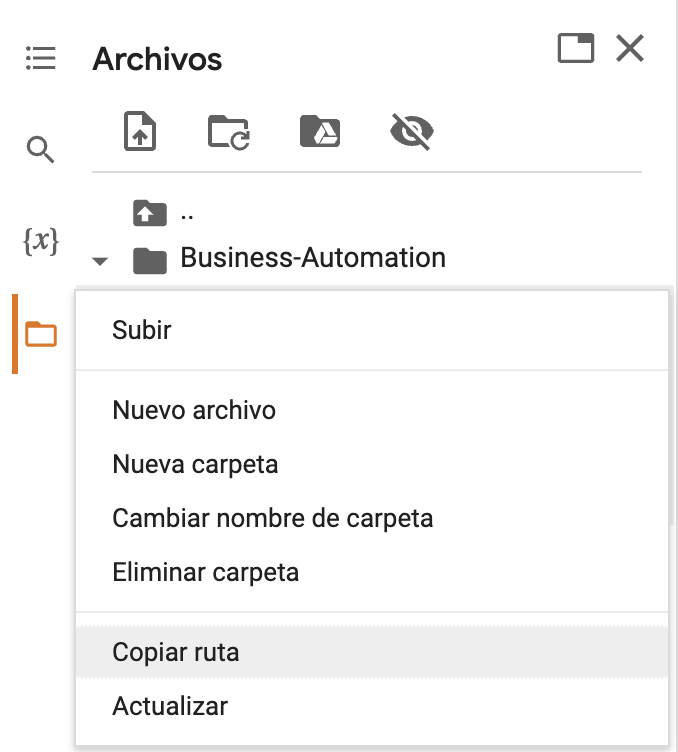 Archivos
{x}
..
Business-Automation
Subir
Nuevo archivo
Nueva carpeta
Cambiar nombre de carpeta
Eliminar carpeta
Copiar ruta
Actualizar